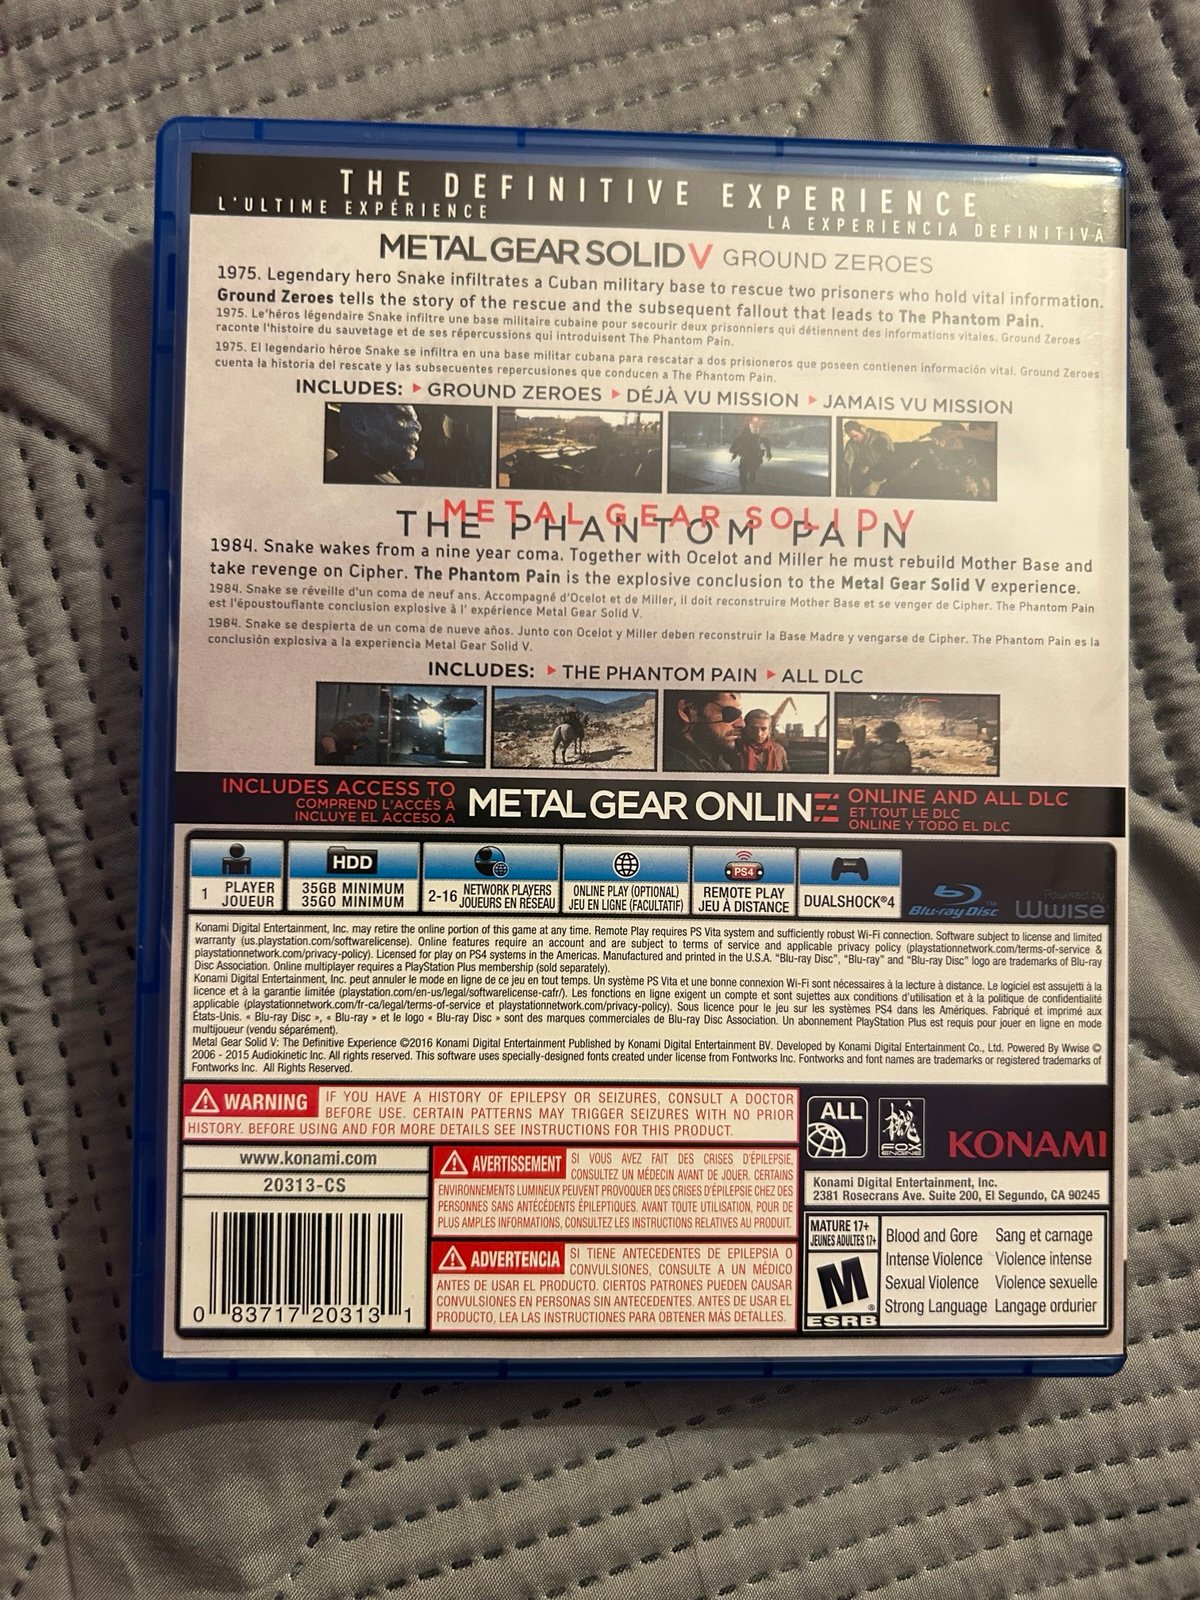 THE DEFINITIVE EXPERIENCE
L'ULTIME EXPÉRIENCE
LA EXPERIENCIA DEFINITIVA
METAL GEAR SOLID V GROUND ZEROES
1975. Legendary hero Snake infiltrates a Cuban military base to rescue two prisoners who hold vital information.
Ground Zeroes tells the story of the rescue and the subsequent fallout that leads to The Phantom Pain.
1975. Le'héros légendaire Snake infiltre une base militaire cubaine pour secourir deux prisonniers qui détiennent des informations vitales. Ground Zeroes
raconte l'histoire du sauvetage et de ses répercussions qui introduisent The Phantom Pain.
1975. El legendario héroe Snake se infiltra en una base militar cubana para rescatar a dos prisioneros que poseen contienen información vital. Ground Zeroes
cuenta la historia del rescate y las subsecuentes repercusiones que conducen a The Phantom Pain.
INCLUDES: ▸ GROUND ZEROES ▸ DÉJÀ VU MISSION ▸ JAMAIS VU MISSION
METAL GEAR SOLID V
THE PHANTOM PAIN
1984. Snake wakes from a nine year coma. Together with Ocelot and Miller he must rebuild Mother Base and
take revenge on Cipher. The Phantom Pain is the explosive conclusion to the Metal Gear Solid V experience.
1984. Snake se réveille d'un coma de neuf ans. Accompagné d'Ocelot et de Miller, il doit reconstruire Mother Base et se venger de Cipher. The Phantom Pain
est l'époustouflante conclusion explosive à l' expérience Metal Gear Solid V.
1984. Snake se despierta de un coma de nueve años. Junto con Ocelot y Miller deben reconstruir la Base Madre y vengarse de Cipher. The Phantom Pain es la
conclusión explosiva a la experiencia Metal Gear Solid V.
INCLUDES: ▸ THE PHANTOM PAIN ▸ ALL DLC
INCLUDES ACCESS TO
COMPREND L'ACCÈS À
INCLUYE EL ACCESO A
METAL GEAR ONLINE
ONLINE AND ALL DLC
ET TOUT LE DLC
ONLINE Y TODO EL DLC
1 PLAYER
JOUEUR
HDD
35GB MINIMUM
35GO MINIMUM
2-16 NETWORK PLAYERS
JOUEURS EN RÉSEAU
ONLINE PLAY (OPTIONAL)
JEU EN LIGNE (FACULTATIF)
PS4
REMOTE PLAY
JEU À DISTANCE
DUALSHOCK®4
Blu-ray Disc™
Powered by
Wwise
Konami Digital Entertainment, Inc. may retire the online portion of this game at any time. Remote Play requires PS Vita system and sufficiently robust Wi-Fi connection. Software subject to license and limited
warranty (us.playstation.com/softwarelicense). Online features require an account and are subject to terms of service and applicable privacy policy (playstationnetwork.com/terms-of-service &
playstationnetwork.com/privacy-policy). Licensed for play on PS4 systems in the Americas. Manufactured and printed in the U.S.A. "Blu-ray Disc", "Blu-ray" and "Blu-ray Disc" logo are trademarks of Blu-ray
Disc Association. Online multiplayer requires a PlayStation Plus membership (sold separately).
Konami Digital Entertainment, Inc. peut annuler le mode en ligne de ce jeu en tout temps. Un système PS Vita et une bonne connexion Wi-Fi sont nécessaires à la lecture à distance. Le logiciel est assujetti à la
licence et à la garantie limitée (playstation.com/en-us/legal/softwarelicense-cafr/). Les fonctions en ligne exigent un compte et sont sujettes aux conditions d'utilisation et à la politique de confidentialité
applicable (playstationnetwork.com/fr-ca/legal/terms-of-service et playstationnetwork.com/privacy-policy). Sous licence pour le jeu sur les systèmes PS4 dans les Amériques. Fabriqué et imprimé aux
États-Unis. « Blu-ray Disc », « Blu-ray » et le logo « Blu-ray Disc » sont des marques commerciales de Blu-ray Disc Association. Un abonnement PlayStation Plus est requis pour jouer en ligne en mode
multijoueur (vendu séparément).
Metal Gear Solid V: The Definitive Experience ©2016 Konami Digital Entertainment Published by Konami Digital Entertainment BV. Developed by Konami Digital Entertainment Co., Ltd. Powered By Wwise ©
2006 - 2015 Audiokinetic Inc. All rights reserved. This software uses specially-designed fonts created under license from Fontworks Inc. Fontworks and font names are trademarks or registered trademarks of
Fontworks Inc. All Rights Reserved.
WARNING IF YOU HAVE A HISTORY OF EPILEPSY OR SEIZURES, CONSULT A DOCTOR
BEFORE USE. CERTAIN PATTERNS MAY TRIGGER SEIZURES WITH NO PRIOR
HISTORY. BEFORE USING AND FOR MORE DETAILS SEE INSTRUCTIONS FOR THIS PRODUCT.
ALL
FOX
ENGINE
KONAMI
www.konami.com
20313-CS
0 83717 20313 1
AVERTISSEMENT SI VOUS AVEZ FAIT DES CRISES D'ÉPILEPSIE,
CONSULTEZ UN MÉDECIN AVANT DE JOUER. CERTAINS
ENVIRONNEMENTS LUMINEUX PEUVENT PROVOQUER DES CRISES D'ÉPILEPSIE CHEZ DES
PERSONNES SANS ANTÉCÉDENTS ÉPILEPTIQUES. AVANT TOUTE UTILISATION, POUR DE
PLUS AMPLES INFORMATIONS, CONSULTEZ LES INSTRUCTIONS RELATIVES AU PRODUIT.
ADVERTENCIA SI TIENE ANTECEDENTES DE EPILEPSIA O
CONVULSIONES, CONSULTE A UN MÉDICO
ANTES DE USAR EL PRODUCTO. CIERTOS PATRONES PUEDEN CAUSAR
CONVULSIONES EN PERSONAS SIN ANTECEDENTES. ANTES DE USAR EL
PRODUCTO, LEA LAS INSTRUCCIONES PARA OBTENER MÁS DETALLES.
Konami Digital Entertainment, Inc.
2381 Rosecrans Ave. Suite 200, El Segundo, CA 90245
MATURE 17+
JEUNES ADULTES 17+
M
ESRB
Blood and Gore Sang et carnage
Intense Violence Violence intense
Sexual Violence Violence sexuelle
Strong Language Langage ordurier